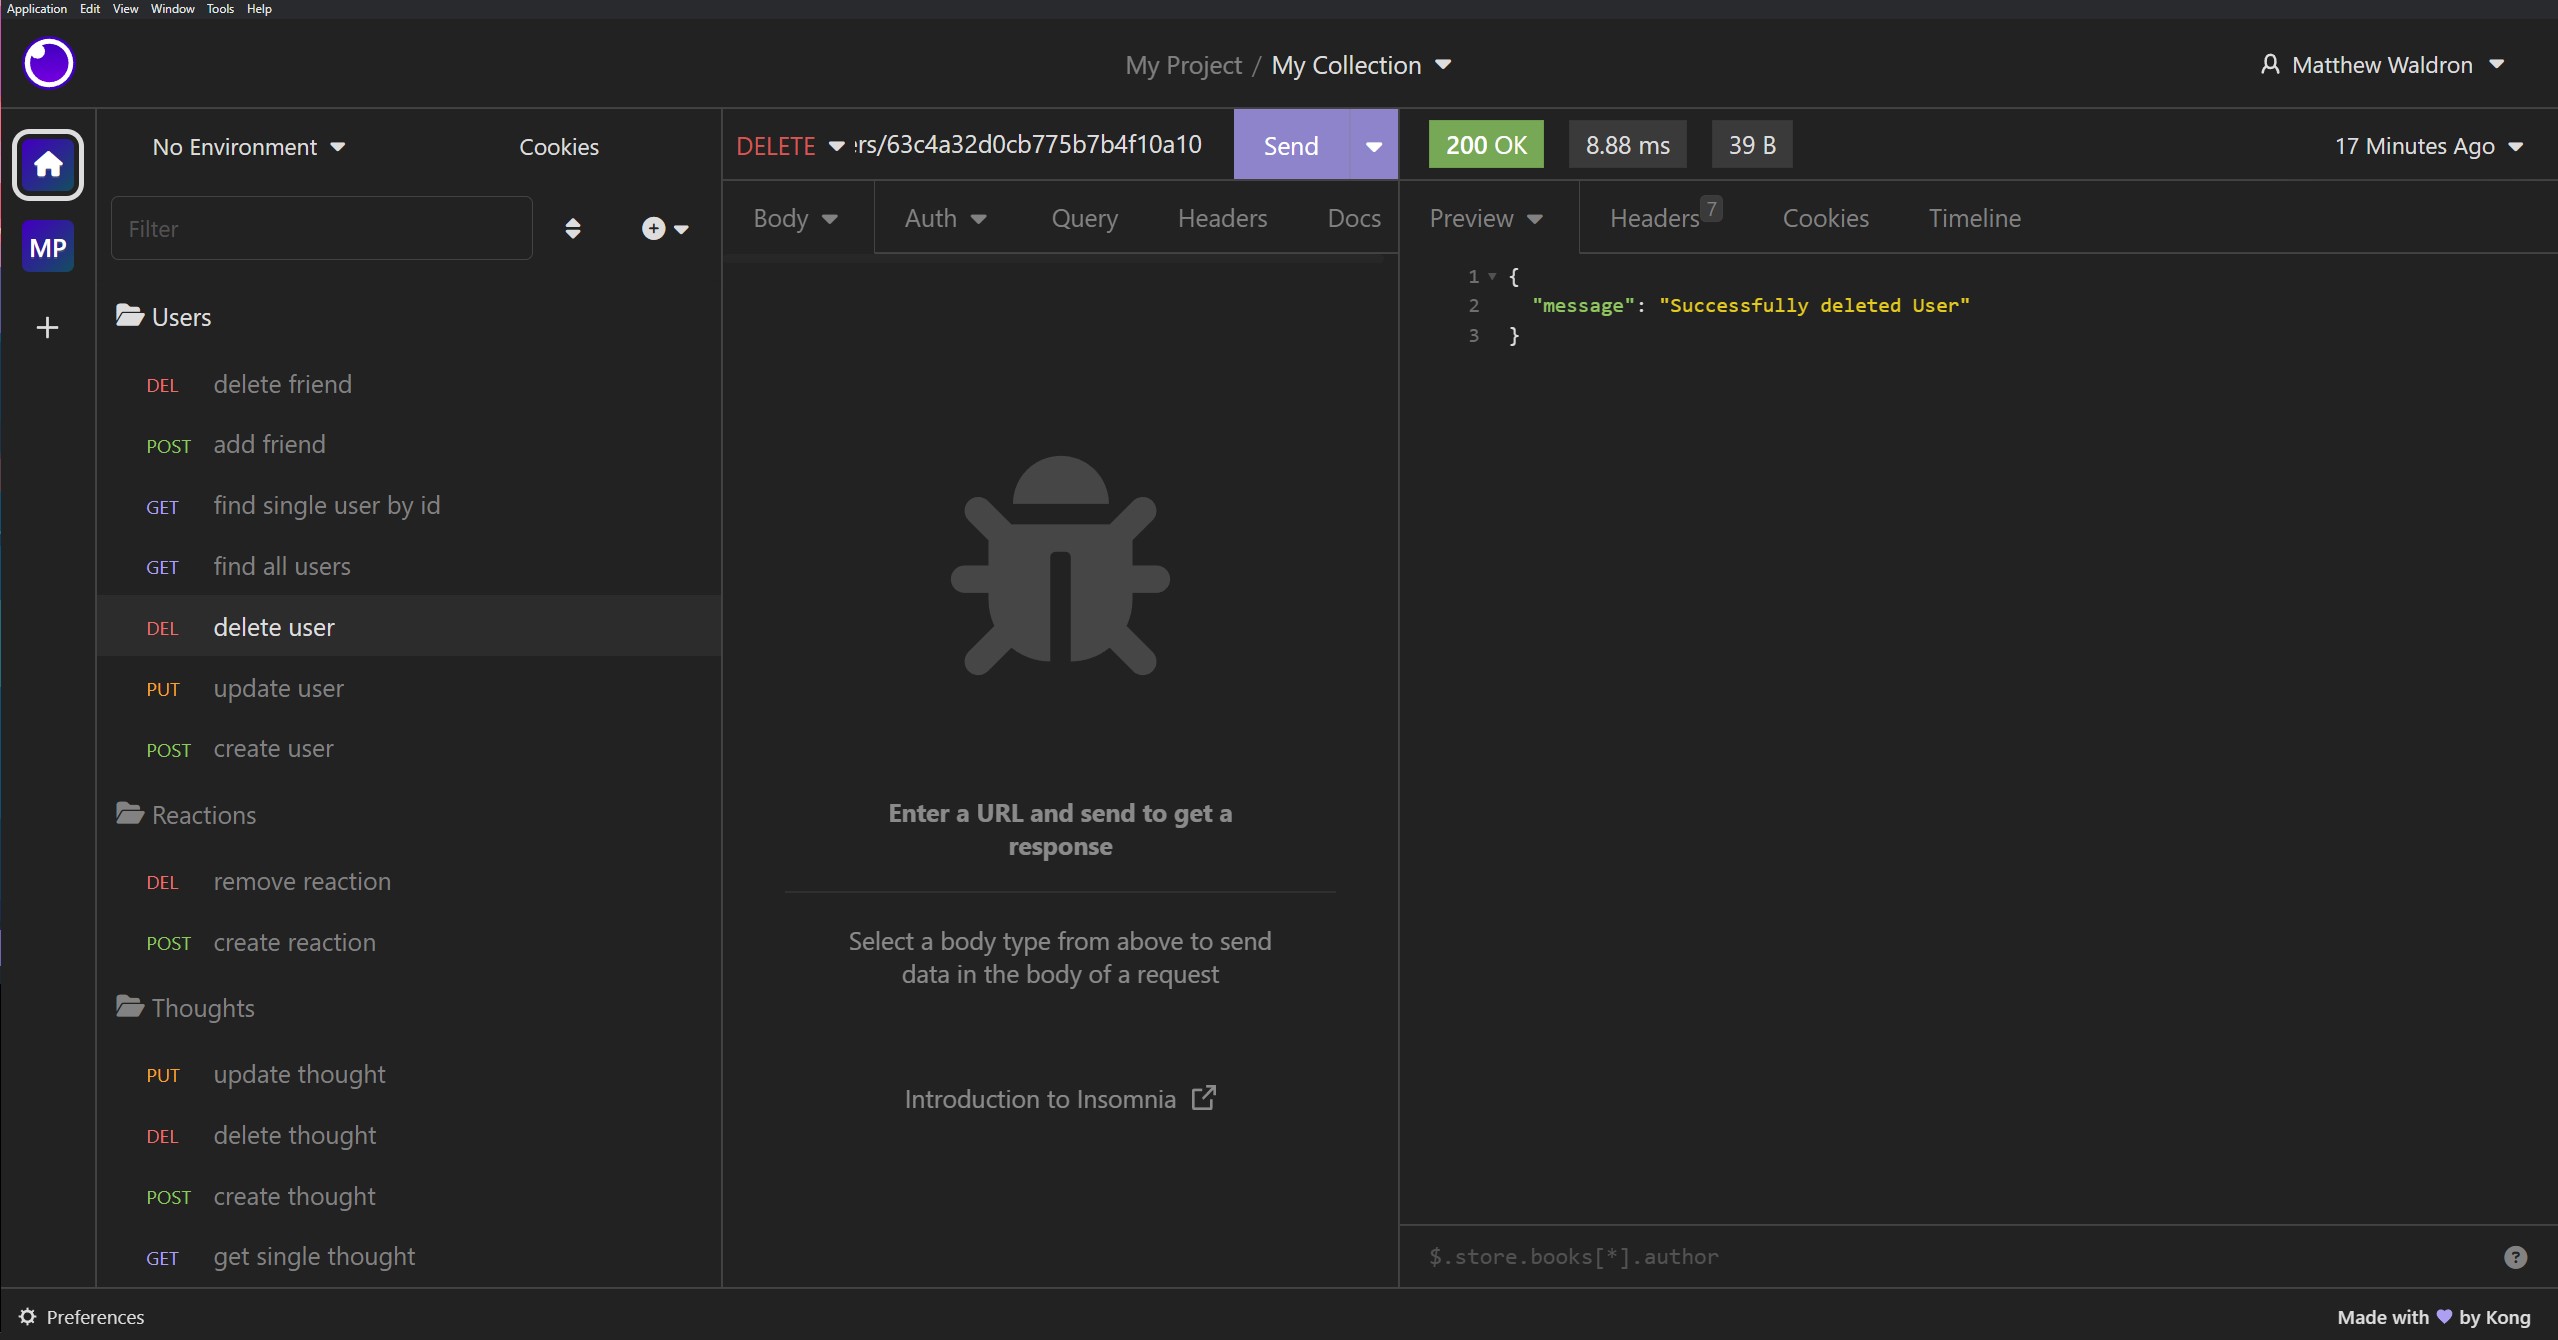 Application Edit View Window Tools Help
My Project / My Collection
Matthew Waldron
No Environment
Cookies
DELETE
rs/63c4a32d0cb775b7b4f10a10
Send
200 OK
8.88 ms
39 B
17 Minutes Ago
MP
Filter
Body
Auth
Query
Headers
Docs
Preview
Headers 7
Cookies
Timeline
Users
DEL delete friend
POST add friend
GET find single user by id
GET find all users
DEL delete user
PUT update user
POST create user
Reactions
DEL remove reaction
POST create reaction
Thoughts
PUT update thought
DEL delete thought
POST create thought
GET get single thought
Enter a URL and send to get a
response
Select a body type from above to send
data in the body of a request
Introduction to Insomnia
1 {
2 "message": "Successfully deleted User"
3 }
$.store.books[*].author
?
Preferences
Made with 💜 by Kong